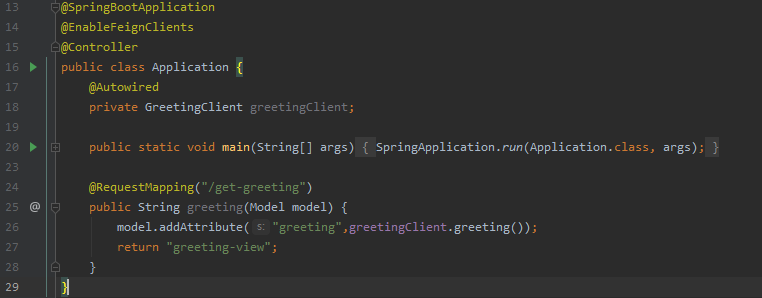 13 @SpringBootApplication
14 @EnableFeignClients
15 @Controller
16 public class Application {
17 @Autowired
18 private GreetingClient greetingClient;
19
20 public static void main(String[] args) { SpringApplication.run(Application.class, args); }
23
24 @RequestMapping("/get-greeting")
25 @ public String greeting(Model model) {
26 model.addAttribute( s: "greeting",greetingClient.greeting());
27 return "greeting-view";
28 }
29 }